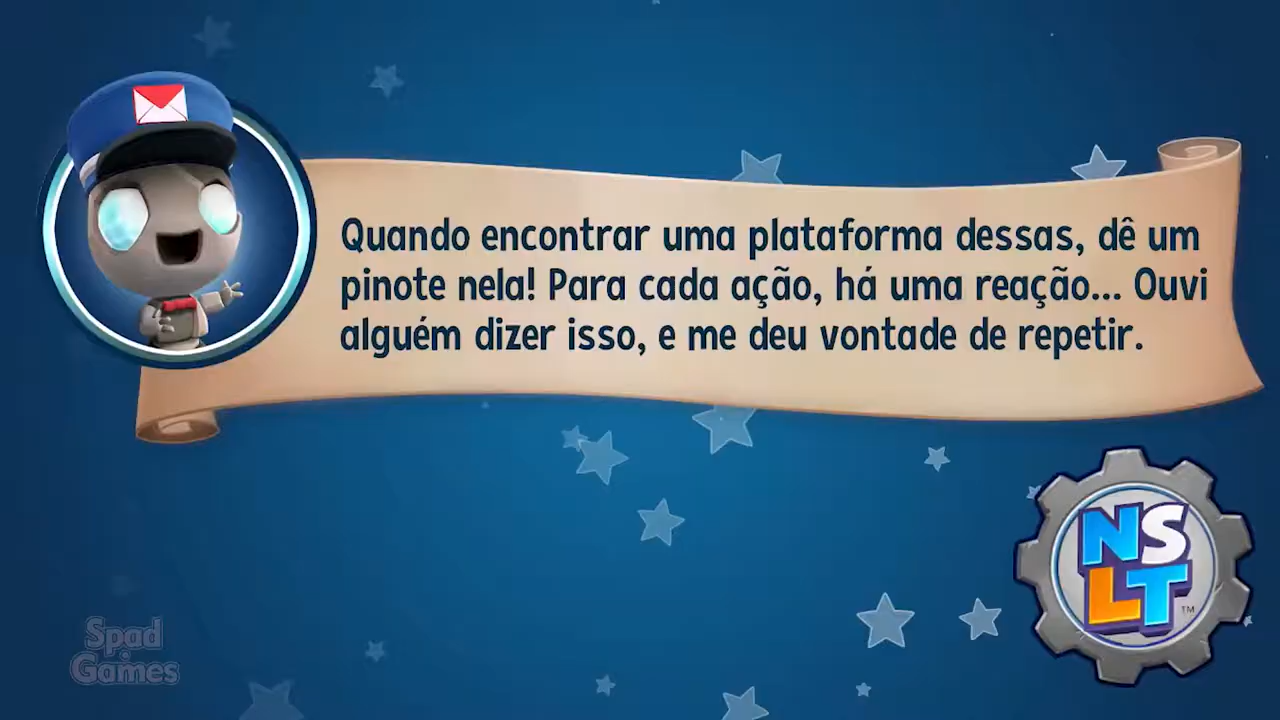 Quando encontrar uma plataforma dessas, dê um
pinote nela! Para cada ação, há uma reação... Ouvi
alguém dizer isso, e me deu vontade de repetir.
NS
LT
TM
Spad
Games